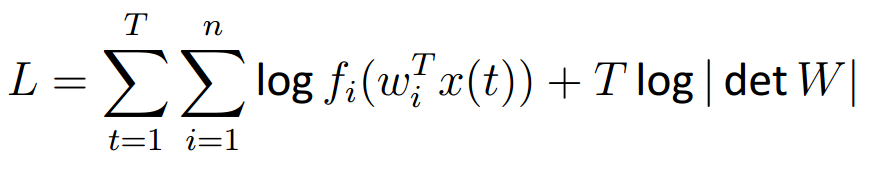 L = \sum_{t=1}^{T} \sum_{i=1}^{n} \log f_i(w_i^T x(t)) + T \log | \det W |